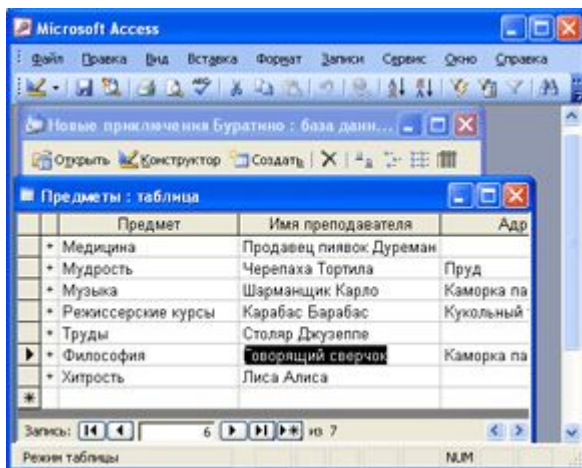 Microsoft Access
Файл Правка Вид Вставка Формат Записи Сервис Окно Справка
Новые приключения Буратино : база данн...
Открыть Конструктор Создать
Предметы : таблица
Предмет Имя преподавателя Адр
+ Медицина Продавец пиявок Дуреман
+ Мудрость Черепаха Тортила Пруд
+ Музыка Шарманщик Карло Каморка па
+ Режиссерские курсы Карабас Барабас Кукольный
+ Труды Столяр Джузеппе
+ Философия Говорящий сверчок Каморка па
+ Хитрость Лиса Алиса
Запись: 6 из 7
Режим таблицы NUM